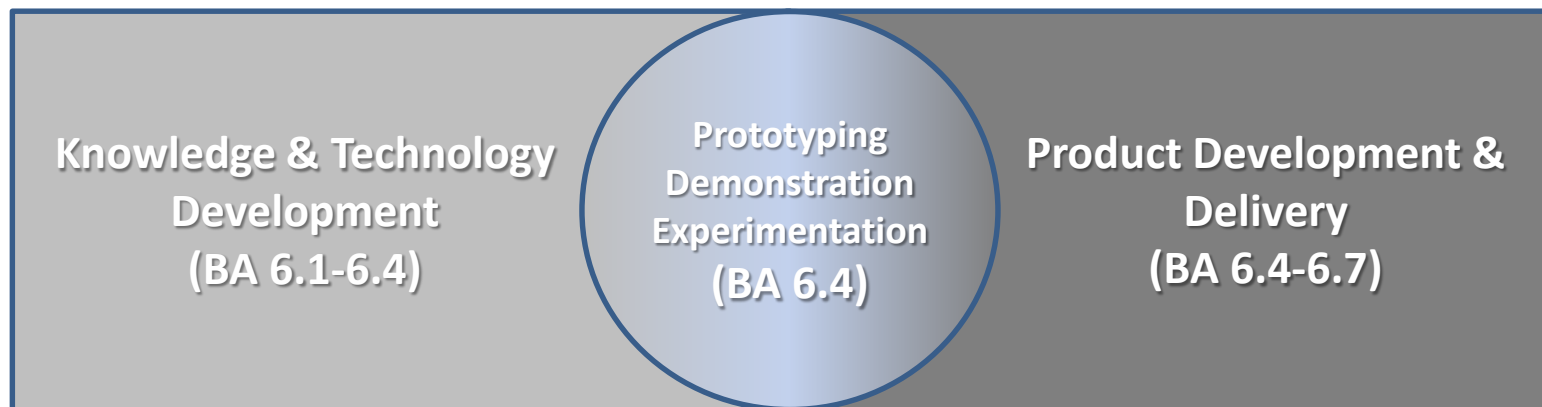 Knowledge & Technology
Development
(BA 6.1-6.4)
Prototyping
Demonstration
Experimentation
(BA 6.4)
Product Development &
Delivery
(BA 6.4-6.7)